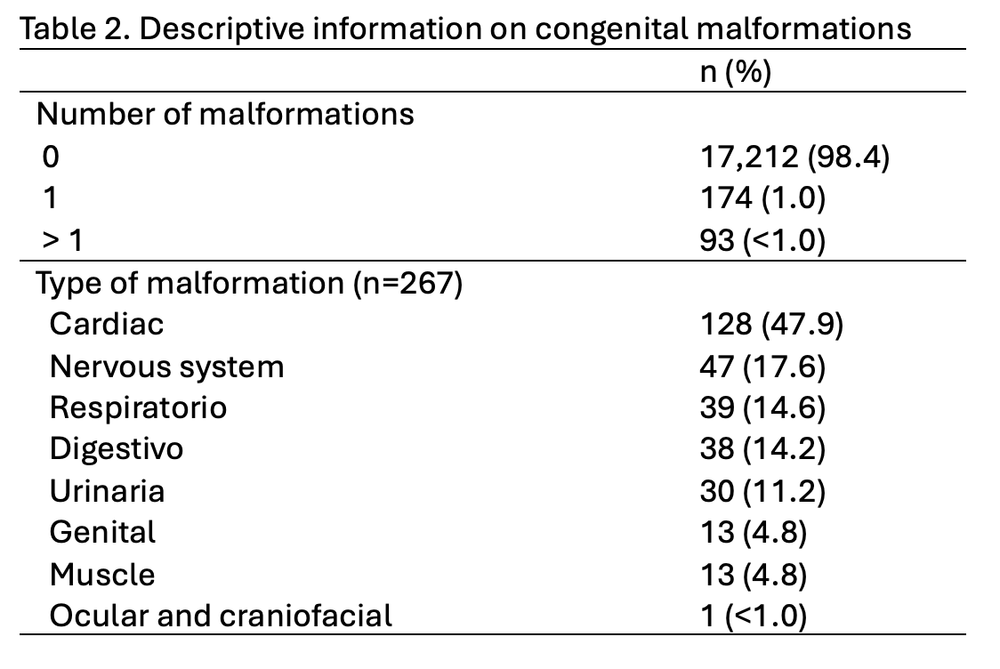 Table 2. Descriptive information on congenital malformations
n (%)
Number of malformations
0 17,212 (98.4)
1 174 (1.0)
> 1 93 (<1.0)
Type of malformation (n=267)
Cardiac 128 (47.9)
Nervous system 47 (17.6)
Respiratorio 39 (14.6)
Digestivo 38 (14.2)
Urinaria 30 (11.2)
Genital 13 (4.8)
Muscle 13 (4.8)
Ocular and craniofacial 1 (<1.0)